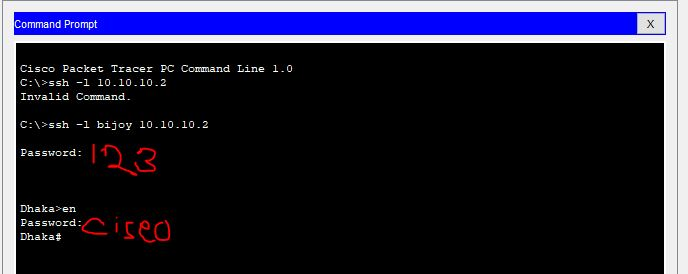 Command Prompt X
Cisco Packet Tracer PC Command Line 1.0
C:\>ssh -l 10.10.10.2
Invalid Command.
C:\>ssh -l bijoy 10.10.10.2
Password: 123
Dhaka>en
Password: cisco
Dhaka#